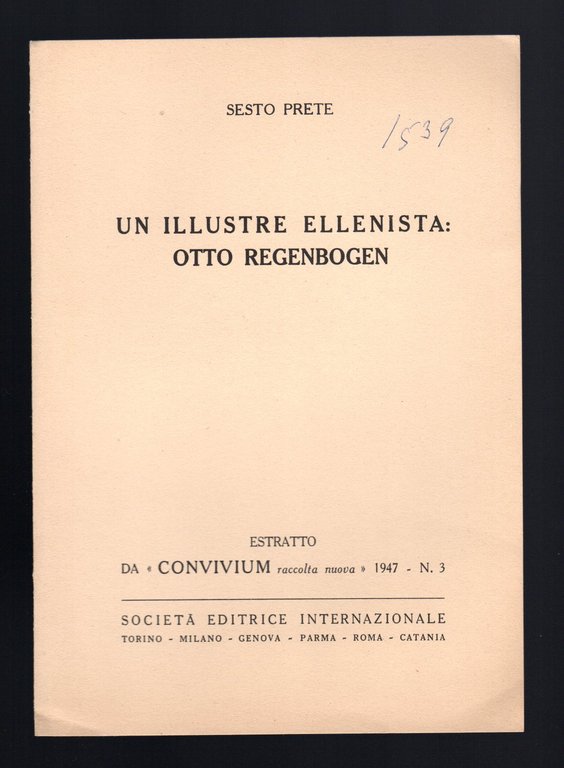 SESTO PRETE
1539
UN ILLUSTRE ELLENISTA:
OTTO REGENBOGEN
ESTRATTO
DA « CONVIVIUM raccolta nuova » 1947 - N. 3
SOCIETÀ EDITRICE INTERNAZIONALE
TORINO - MILANO - GENOVA - PARMA - ROMA - CATANIA